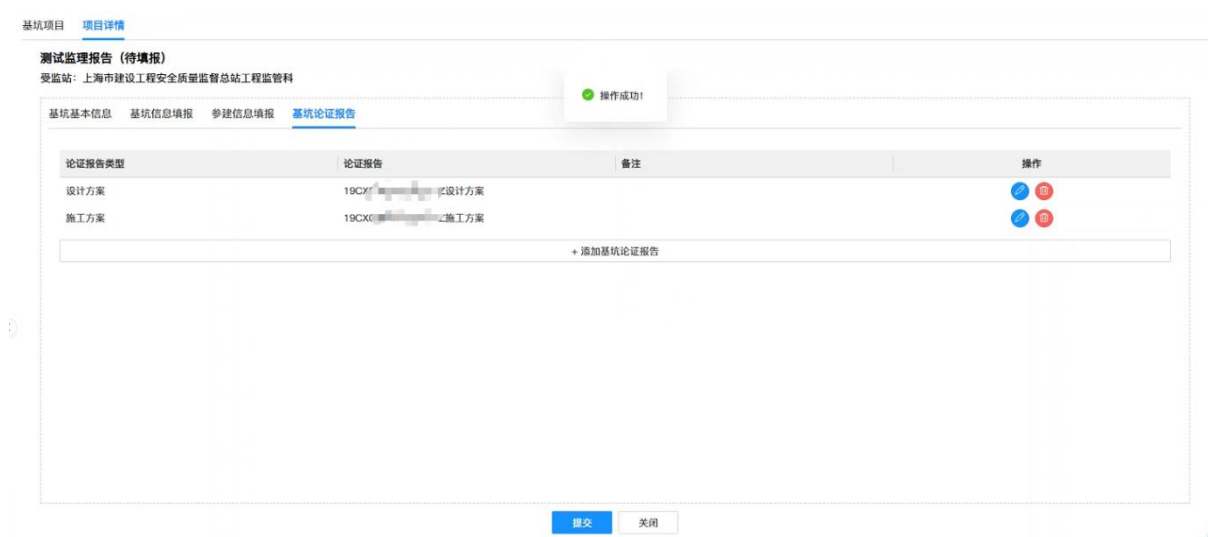 基坑项目 项目详情
测试监理报告（待填报）
受监站：上海市建设工程安全质量监督总站工程监管科
操作成功！
基坑基本信息 基坑信息填报 参建信息填报 基坑论证报告
论证报告类型 论证报告 备注 操作
设计方案 19CX 设计方案
施工方案 19CX 施工方案
+ 添加基坑论证报告
提交 关闭